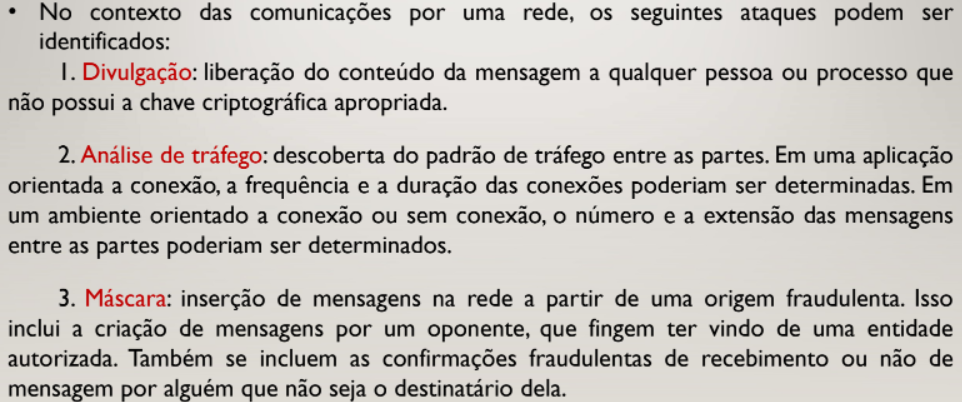 • No contexto das comunicações por uma rede, os seguintes ataques podem ser
identificados:
1. Divulgação: liberação do conteúdo da mensagem a qualquer pessoa ou processo que
não possui a chave criptográfica apropriada.
2. Análise de tráfego: descoberta do padrão de tráfego entre as partes. Em uma aplicação
orientada a conexão, a frequência e a duração das conexões poderiam ser determinadas. Em
um ambiente orientado a conexão ou sem conexão, o número e a extensão das mensagens
entre as partes poderiam ser determinados.
3. Máscara: inserção de mensagens na rede a partir de uma origem fraudulenta. Isso
inclui a criação de mensagens por um oponente, que fingem ter vindo de uma entidade
autorizada. Também se incluem as confirmações fraudulentas de recebimento ou não de
mensagem por alguém que não seja o destinatário dela.